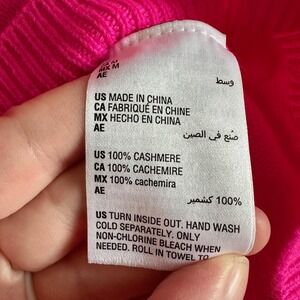 MX M
AE
وسط
US MADE IN CHINA
CA FABRIQUÉ EN CHINE
MX HECHO EN CHINA
AE
صُنع في الصين
US 100% CASHMERE
CA 100% CACHEMIRE
MX 100% cachemira
AE
100% كشمير
US TURN INSIDE OUT. HAND WASH
COLD SEPARATELY. ONLY
NON-CHLORINE BLEACH WHEN
NEEDED. ROLL IN TOWEL TO